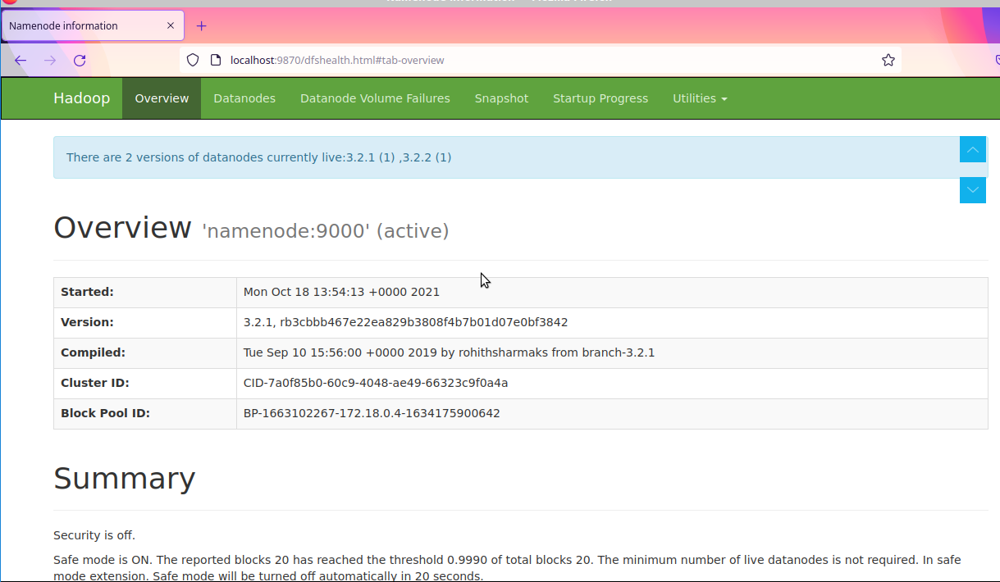 Namenode information
localhost:9870/dfshealth.html#tab-overview
Hadoop Overview Datanodes Datanode Volume Failures Snapshot Startup Progress Utilities
There are 2 versions of datanodes currently live:3.2.1 (1) ,3.2.2 (1)
Overview 'namenode:9000' (active)
Started: Mon Oct 18 13:54:13 +0000 2021
Version: 3.2.1, rb3cbbb467e22ea829b3808f4b7b01d07e0bf3842
Compiled: Tue Sep 10 15:56:00 +0000 2019 by rohithsharmaks from branch-3.2.1
Cluster ID: CID-7a0f85b0-60c9-4048-ae49-66323c9f0a4a
Block Pool ID: BP-1663102267-172.18.0.4-1634175900642
Summary
Security is off.
Safe mode is ON. The reported blocks 20 has reached the threshold 0.9990 of total blocks 20. The minimum number of live datanodes is not required. In safe
mode extension. Safe mode will be turned off automatically in 20 seconds.